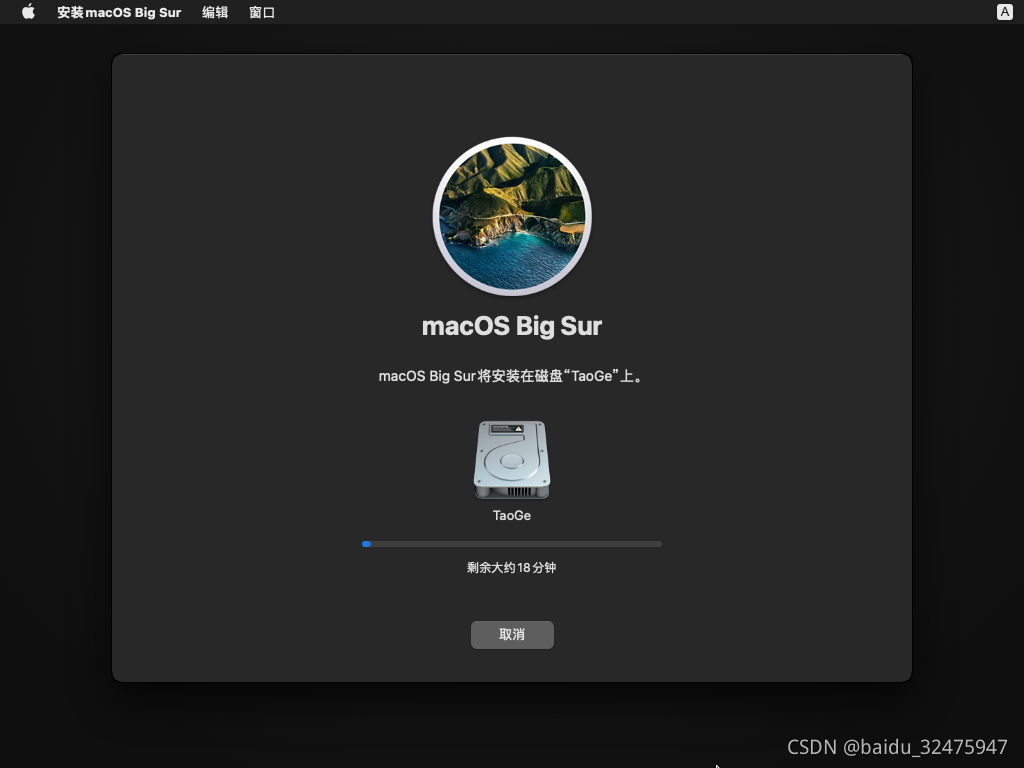 安装macOS Big Sur 编辑 窗口 A
macOS Big Sur
macOS Big Sur将安装在磁盘“TaoGe”上。
TaoGe
剩余大约18分钟
取消
CSDN @baidu_32475947